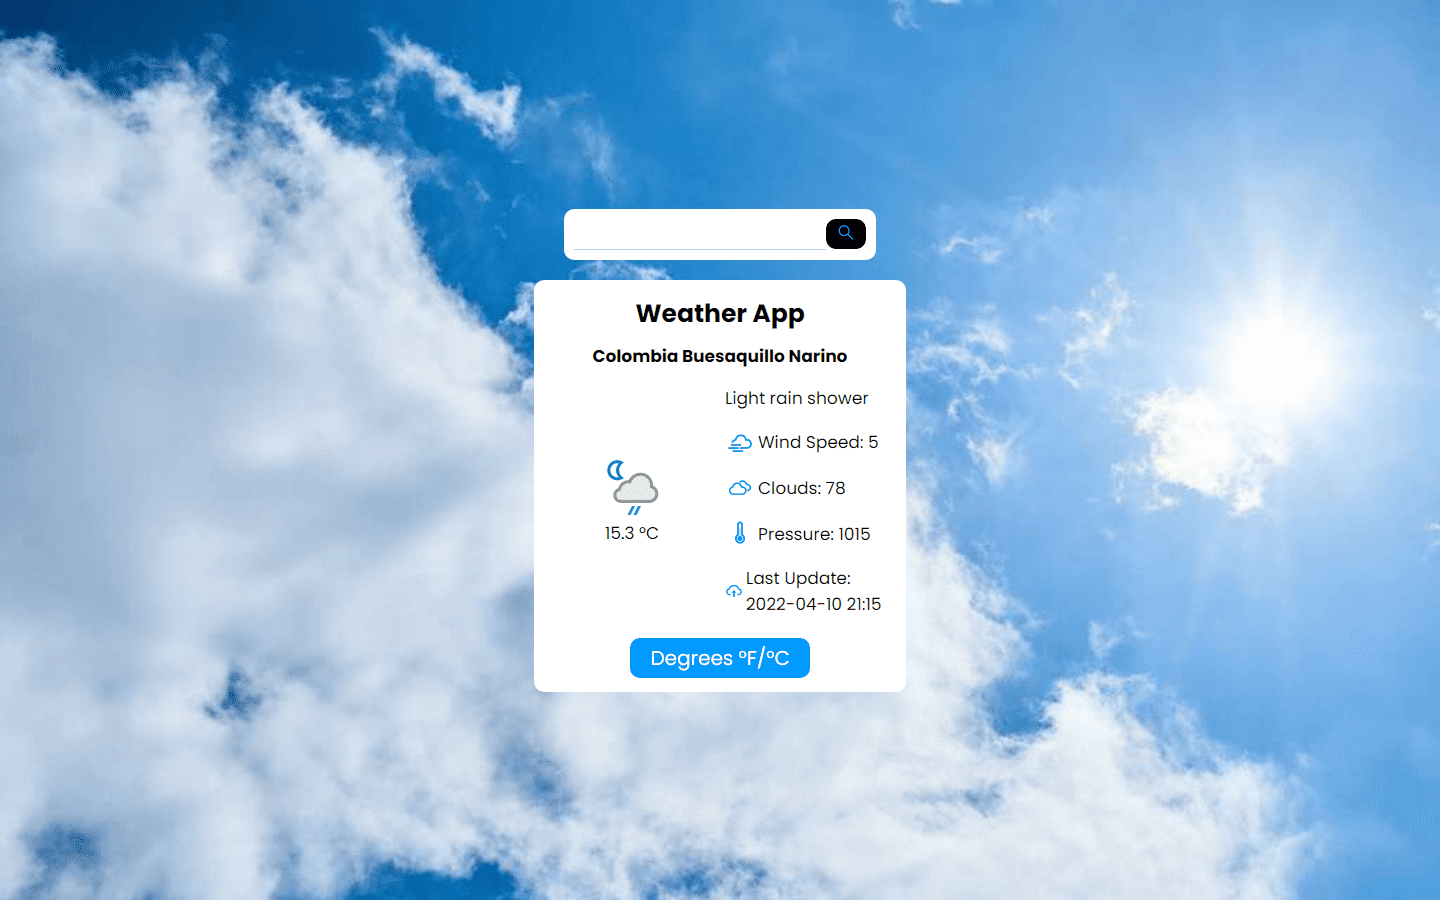 Weather App
Colombia Buesaquillo Narino
Light rain shower
Wind Speed: 5
Clouds: 78
Pressure: 1015
15.3 °C
Last Update:
2022-04-10 21:15
Degrees °F/°C